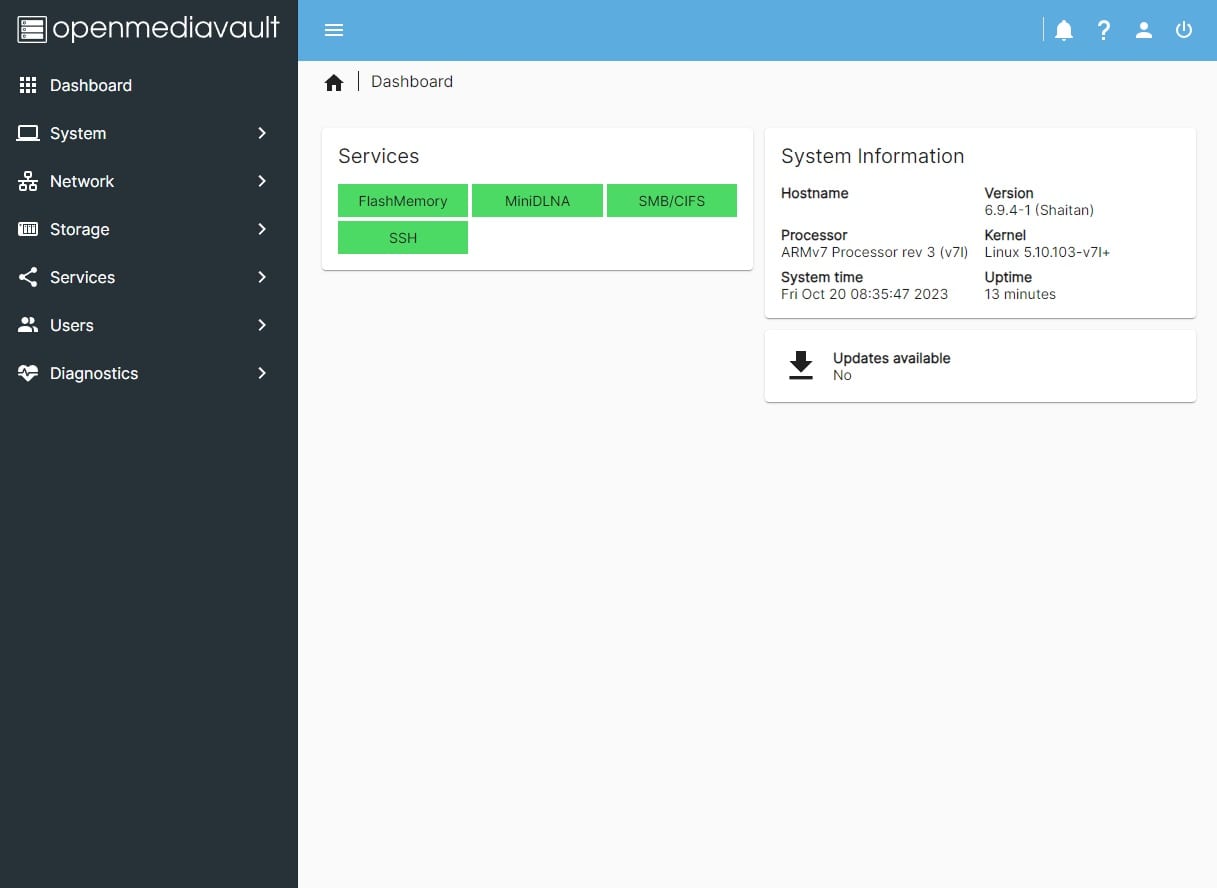 openmediavault
Dashboard
System
Network
Storage
Services
Users
Diagnostics
?
Dashboard
Services
FlashMemory MiniDLNA SMB/CIFS
SSH
System Information
Hostname Version
6.9.4-1 (Shaitan)
Processor Kernel
ARMv7 Processor rev 3 (v7l) Linux 5.10.103-v7l+
System time Uptime
Fri Oct 20 08:35:47 2023 13 minutes
Updates available
No